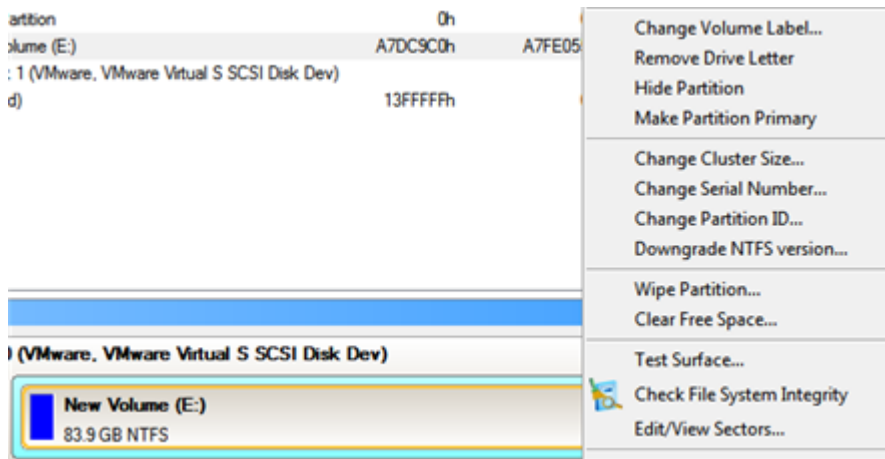 artition 0h
olume (E:) A7DC9C0h A7FE05
1 (VMware, VMware Virtual S SCSI Disk Dev)
d) 13FFFFFh
(VMware, VMware Virtual S SCSI Disk Dev)
New Volume (E:)
83.9 GB NTFS
Change Volume Label...
Remove Drive Letter
Hide Partition
Make Partition Primary
Change Cluster Size...
Change Serial Number...
Change Partition ID...
Downgrade NTFS version...
Wipe Partition...
Clear Free Space...
Test Surface...
Check File System Integrity
Edit/View Sectors...